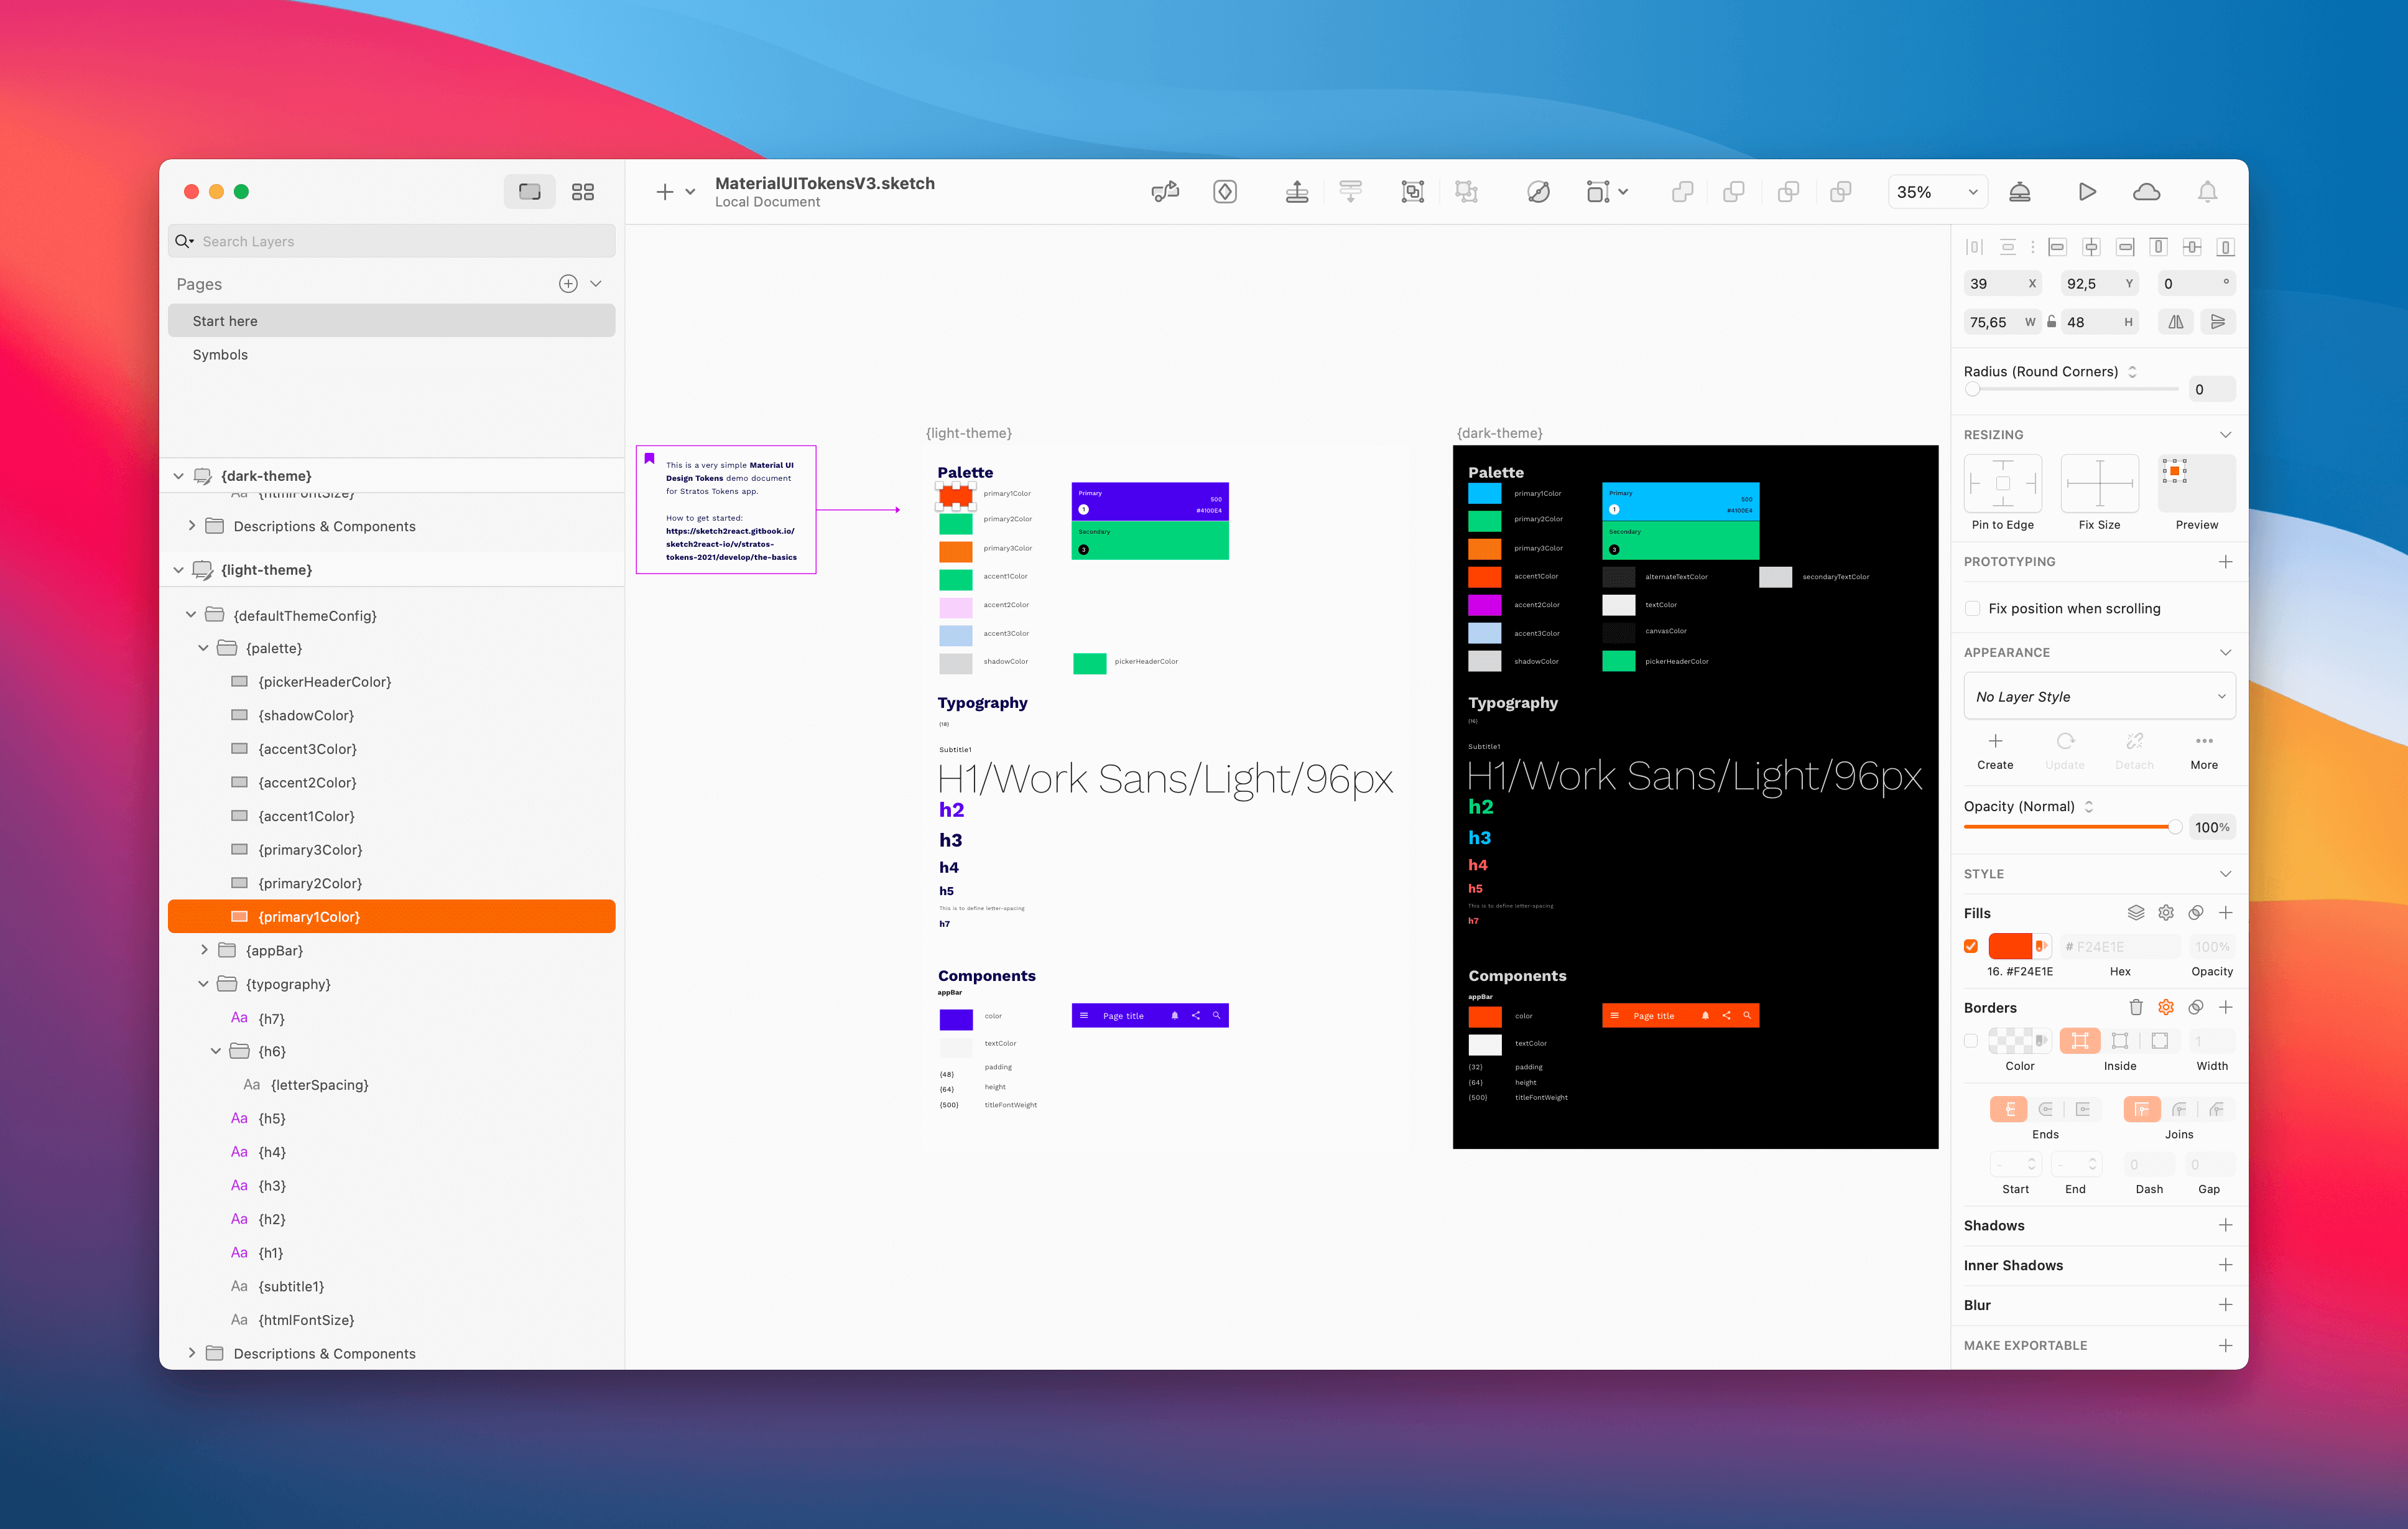 MaterialUITokensV3.sketch
Local Document
35%
Search Layers
Pages
Start here
Symbols
{dark-theme}
{htmlFontSize}
Descriptions & Components
{light-theme}
{defaultThemeConfig}
{palette}
{pickerHeaderColor}
{shadowColor}
{accent3Color}
{accent2Color}
{accent1Color}
{primary3Color}
{primary2Color}
{primary1Color}
{appBar}
{typography}
Aa {h7}
{h6}
Aa {letterSpacing}
Aa {h5}
Aa {h4}
Aa {h3}
Aa {h2}
Aa {h1}
Aa {subtitle1}
Aa {htmlFontSize}
Descriptions & Components
This is a very simple Material UI
Design Tokens demo document
for Stratos Tokens app.
How to get started:
https://sketch2react.gitbook.io/
sketch2react-io/v/stratos-
tokens-2021/develop/the-basics
{light-theme}
Palette
primary1Color
primary2Color
primary3Color
accent1Color
accent2Color
accent3Color
shadowColor
Primary
500
1
#4100E4
Secondary
3
pickerHeaderColor
Typography
{16}
Subtitle1
H1/Work Sans/Light/96px
h2
h3
h4
h5
This is to define letter-spacing
h7
Components
appBar
color
textColor
{48} padding
{64} height
{500} titleFontWeight
Page title
{dark-theme}
Palette
primary1Color
primary2Color
primary3Color
accent1Color
accent2Color
accent3Color
shadowColor
Primary
500
1
#4100E4
Secondary
3
alternateTextColor
secondaryTextColor
textColor
canvasColor
pickerHeaderColor
Typography
{16}
Subtitle1
H1/Work Sans/Light/96px
h2
h3
h4
h5
This is to define letter-spacing
h7
Components
appBar
color
textColor
{32} padding
{64} height
{500} titleFontWeight
Page title
39 X 92,5 Y 0 °
75,65 W 48 H
Radius (Round Corners)
0
RESIZING
Pin to Edge Fix Size Preview
PROTOTYPING
Fix position when scrolling
APPEARANCE
No Layer Style
Create Update Detach More
Opacity (Normal)
100%
STYLE
Fills
# F24E1E 100%
16. #F24E1E Hex Opacity
Borders
1
Color Inside Width
Ends Joins
- - 0 0
Start End Dash Gap
Shadows
Inner Shadows
Blur
MAKE EXPORTABLE